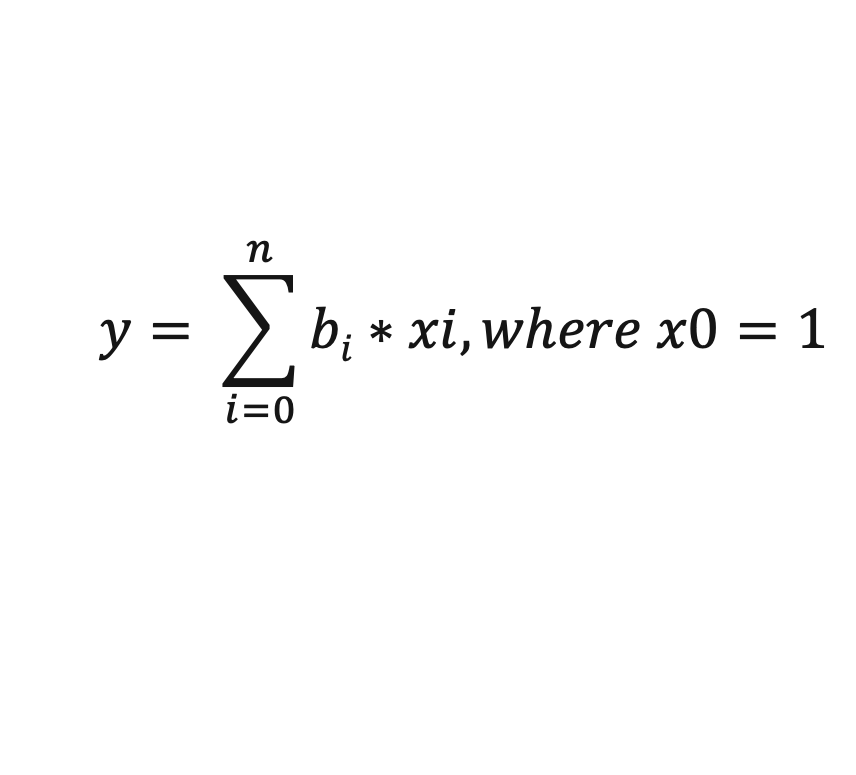 n
y = ∑ b_i * xi, where x0 = 1
i=0